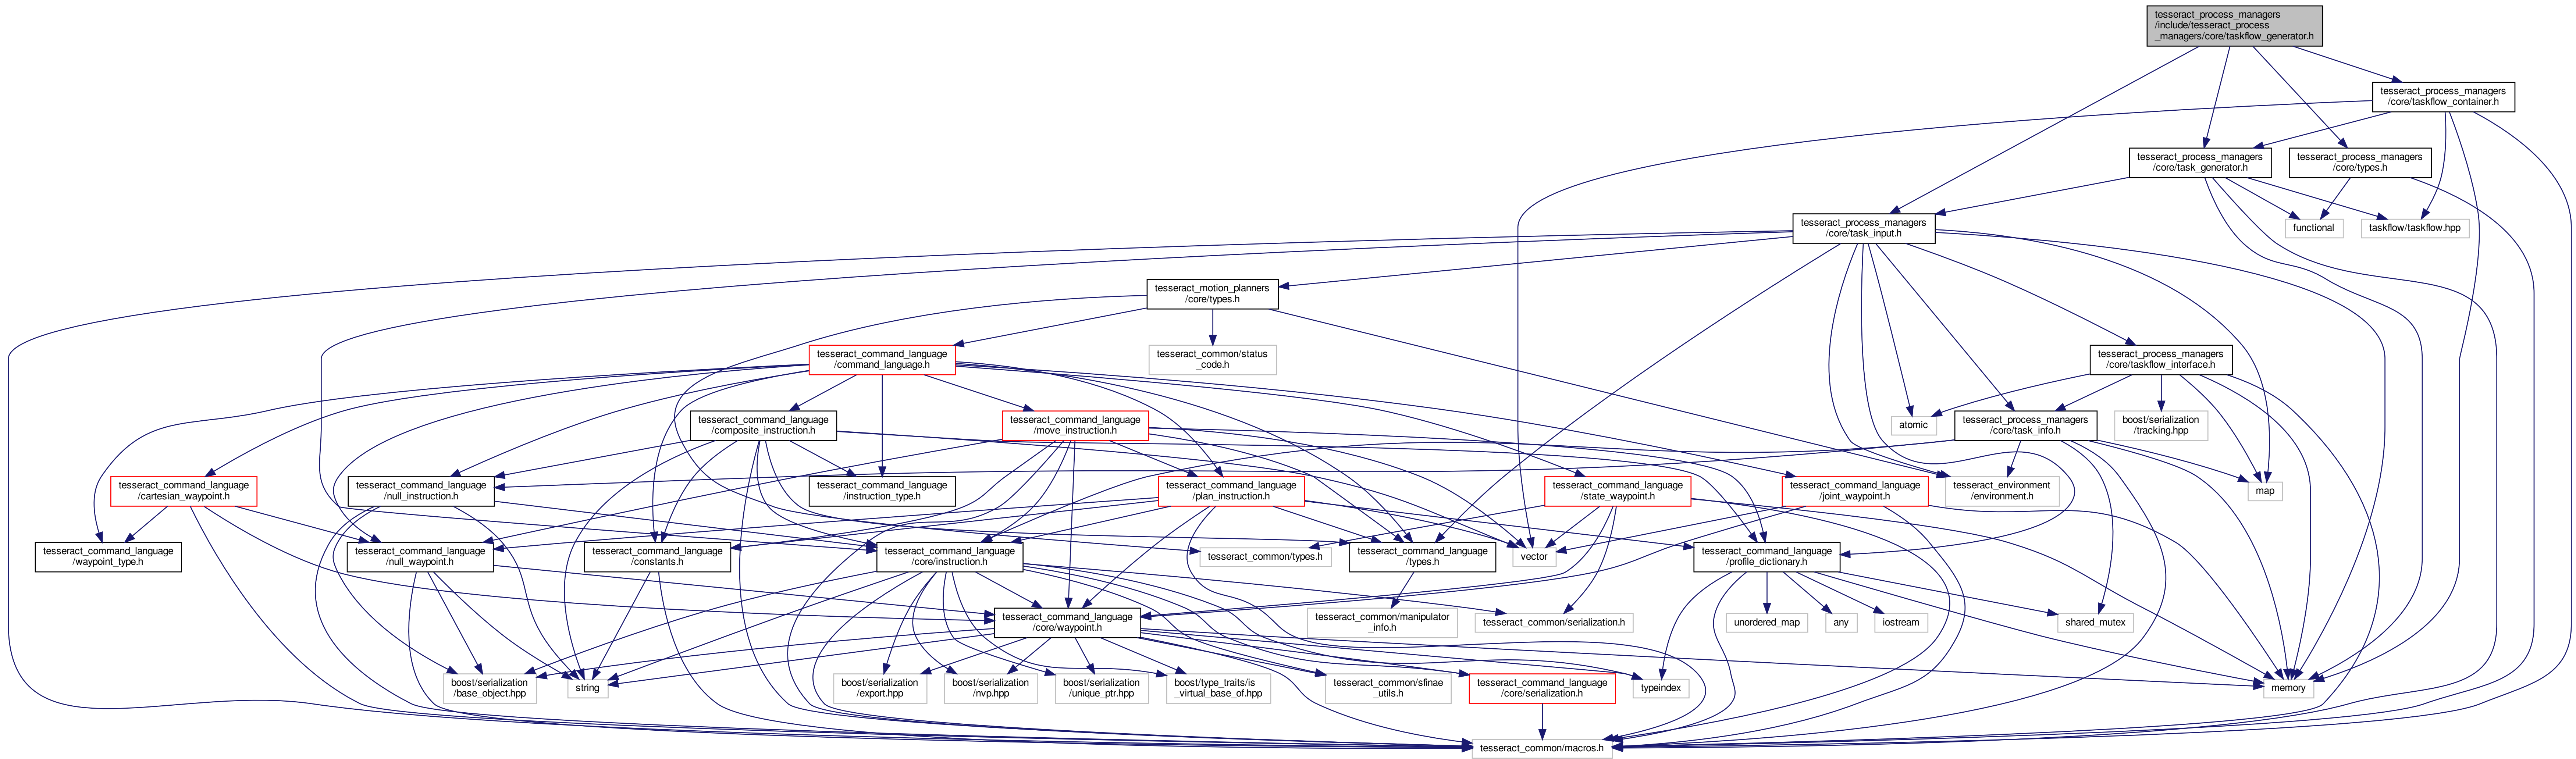 tesseract_process_managers
/include/tesseract_process
_managers/core/taskflow_generator.h
tesseract_process_managers
/core/taskflow_container.h
tesseract_process_managers
/core/task_generator.h
tesseract_process_managers
/core/types.h
tesseract_process_managers
/core/task_input.h
functional
taskflow/taskflow.hpp
tesseract_motion_planners
/core/types.h
tesseract_command_language
/command_language.h
tesseract_common/status
_code.h
tesseract_process_managers
/core/taskflow_interface.h
tesseract_command_language
/composite_instruction.h
tesseract_command_language
/move_instruction.h
atomic
tesseract_process_managers
/core/task_info.h
boost/serialization
/tracking.hpp
tesseract_command_language
/cartesian_waypoint.h
tesseract_command_language
/null_instruction.h
tesseract_command_language
/instruction_type.h
tesseract_command_language
/plan_instruction.h
tesseract_command_language
/state_waypoint.h
tesseract_command_language
/joint_waypoint.h
tesseract_environment
/environment.h
map
tesseract_command_language
/waypoint_type.h
tesseract_command_language
/null_waypoint.h
tesseract_command_language
/constants.h
tesseract_command_language
/core/instruction.h
tesseract_common/types.h
tesseract_command_language
/types.h
vector
tesseract_command_language
/profile_dictionary.h
tesseract_command_language
/core/waypoint.h
tesseract_common/manipulator
_info.h
tesseract_common/serialization.h
unordered_map
any
iostream
shared_mutex
boost/serialization
/base_object.hpp
string
boost/serialization
/export.hpp
boost/serialization
/nvp.hpp
boost/serialization
/unique_ptr.hpp
boost/type_traits/is
_virtual_base_of.hpp
tesseract_common/sfinae
_utils.h
tesseract_command_language
/core/serialization.h
typeindex
memory
tesseract_common/macros.h